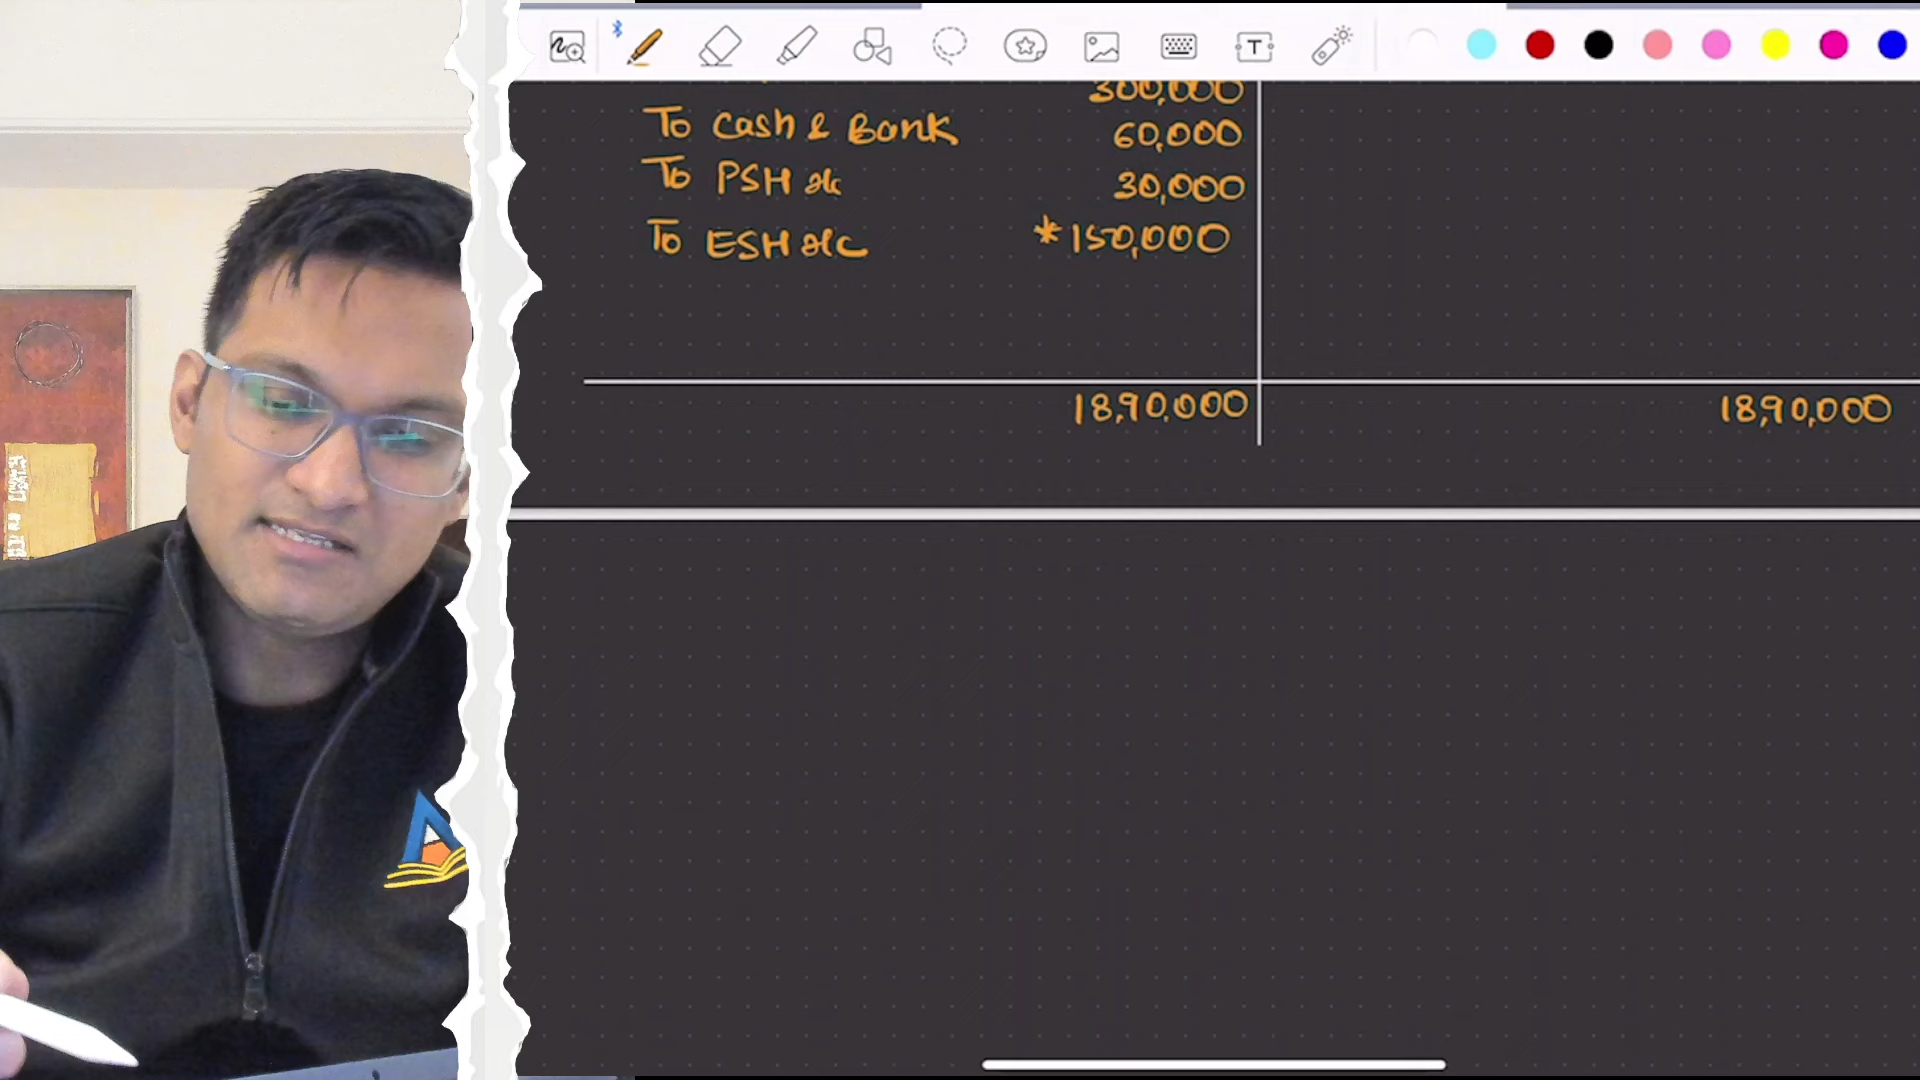 300,000
To Cash & Bank 60,000
To PSH a/c 30,000
To ESH a/c *150,000
18,90,000 18,90,000
T